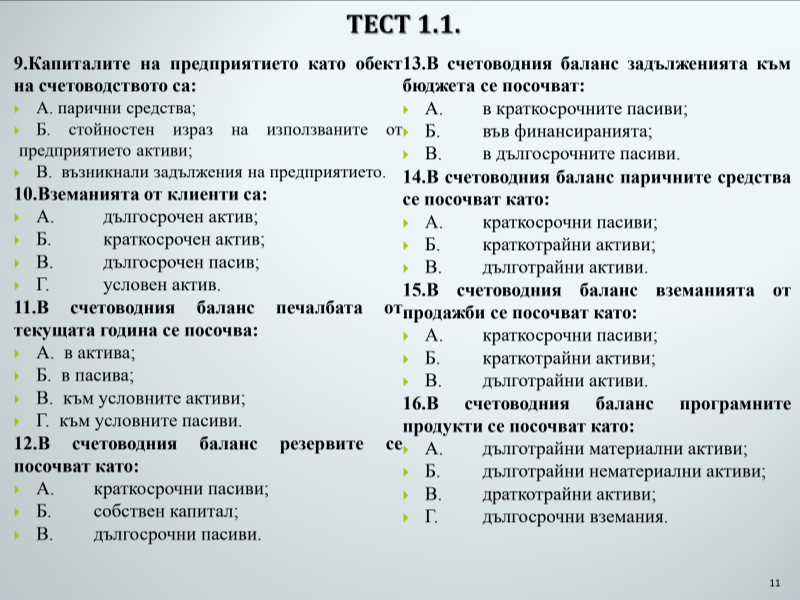 ТЕСТ 1.1.
9.Капиталите на предприятието като обект
на счетоводството са:
А. парични средства;
Б. стойностен израз на използваните от
предприятието активи;
В. възникнали задължения на предприятието.
10.Вземанията от клиенти са:
А. дългосрочен актив;
Б. краткосрочен актив;
В. дългосрочен пасив;
Г. условен актив.
11.В счетоводния баланс печалбата от
текущата година се посочва:
А. в актива;
Б. в пасива;
В. към условните активи;
Г. към условните пасиви.
12.В счетоводния баланс резервите се
посочват като:
А. краткосрочни пасиви;
Б. собствен капитал;
В. дългосрочни пасиви.
13.В счетоводния баланс задълженията към
бюджета се посочват:
А. в краткосрочните пасиви;
Б. във финансиранията;
В. в дългосрочните пасиви.
14.В счетоводния баланс паричните средства
се посочват като:
А. краткосрочни пасиви;
Б. краткотрайни активи;
В. дълготрайни активи.
15.В счетоводния баланс вземанията от
продажби се посочват като:
А. краткосрочни пасиви;
Б. краткотрайни активи;
В. дълготрайни активи.
16.В счетоводния баланс програмните
продукти се посочват като:
А. дълготрайни материални активи;
Б. дълготрайни нематериални активи;
В. драткотрайни активи;
Г. дългосрочни вземания.
11